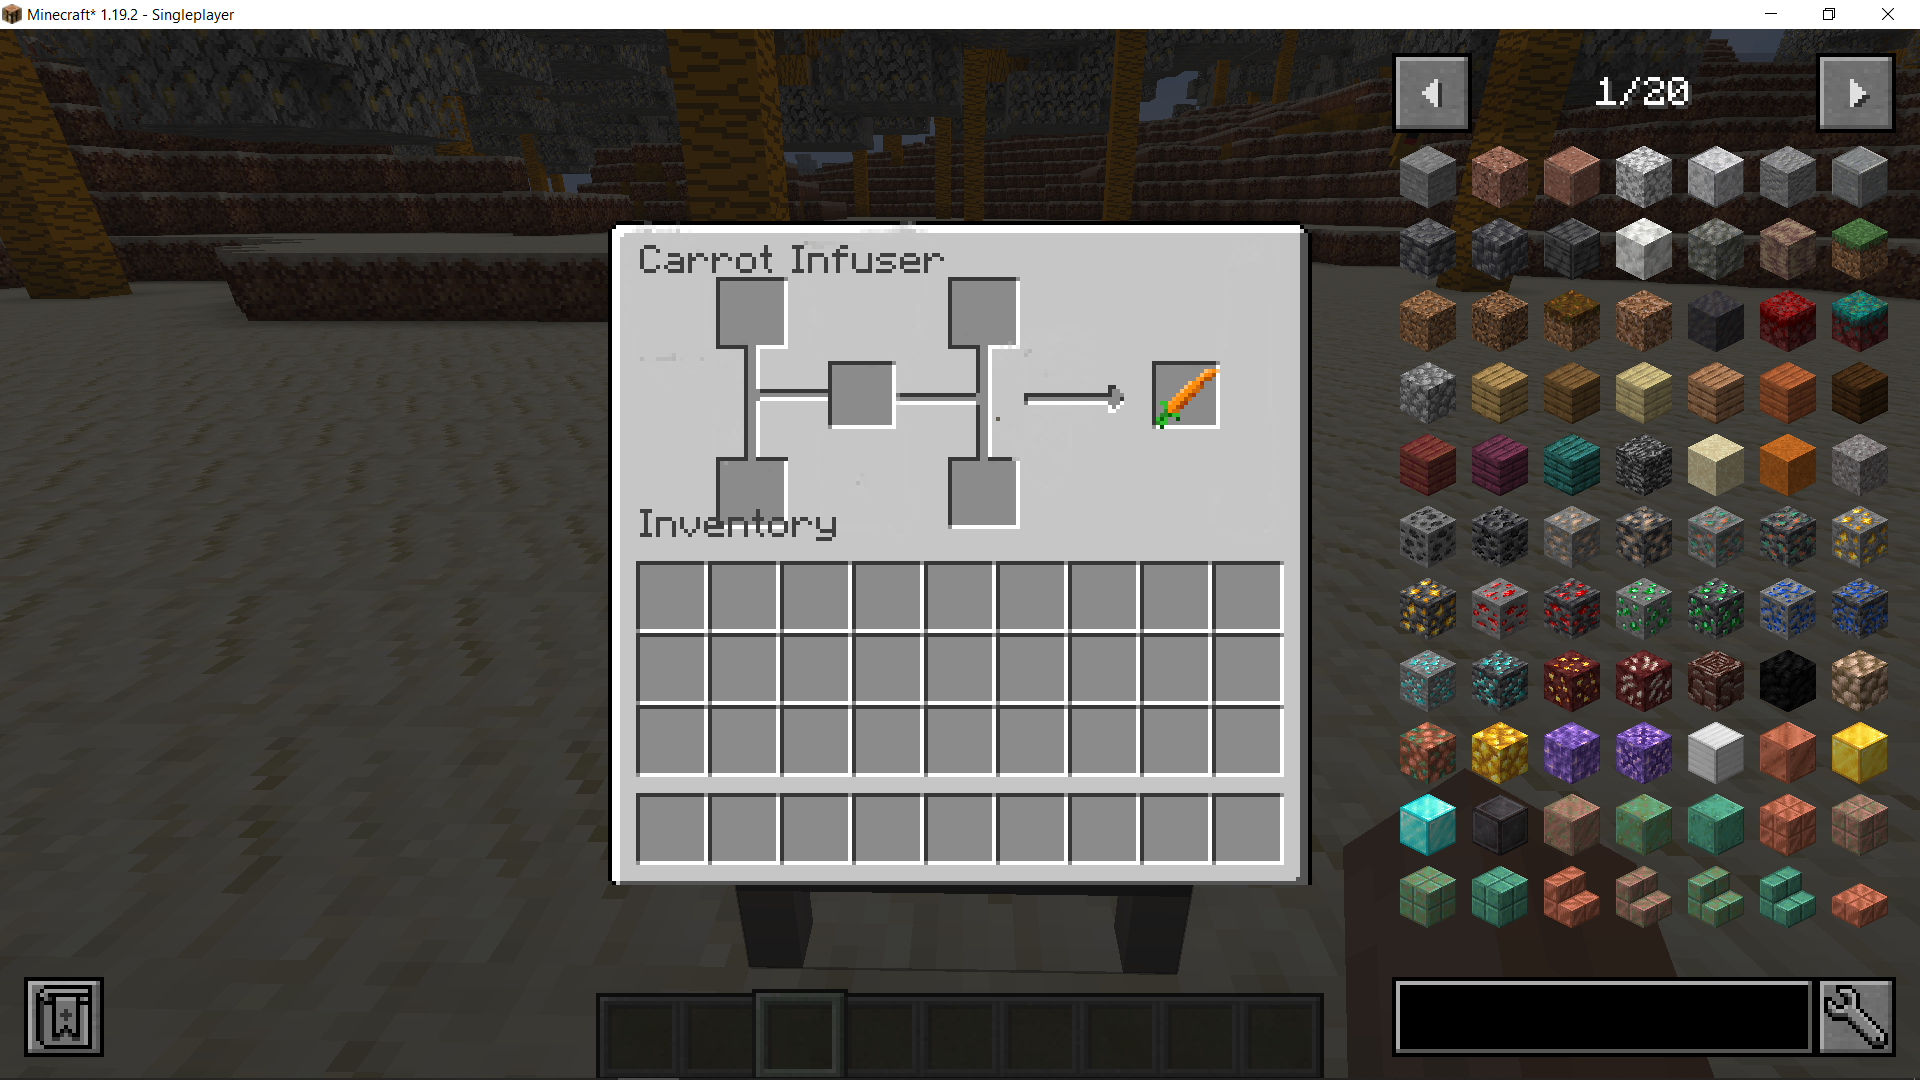 Minecraft* 1.19.2 - Singleplayer
1/20
Carrot Infuser
Inventory